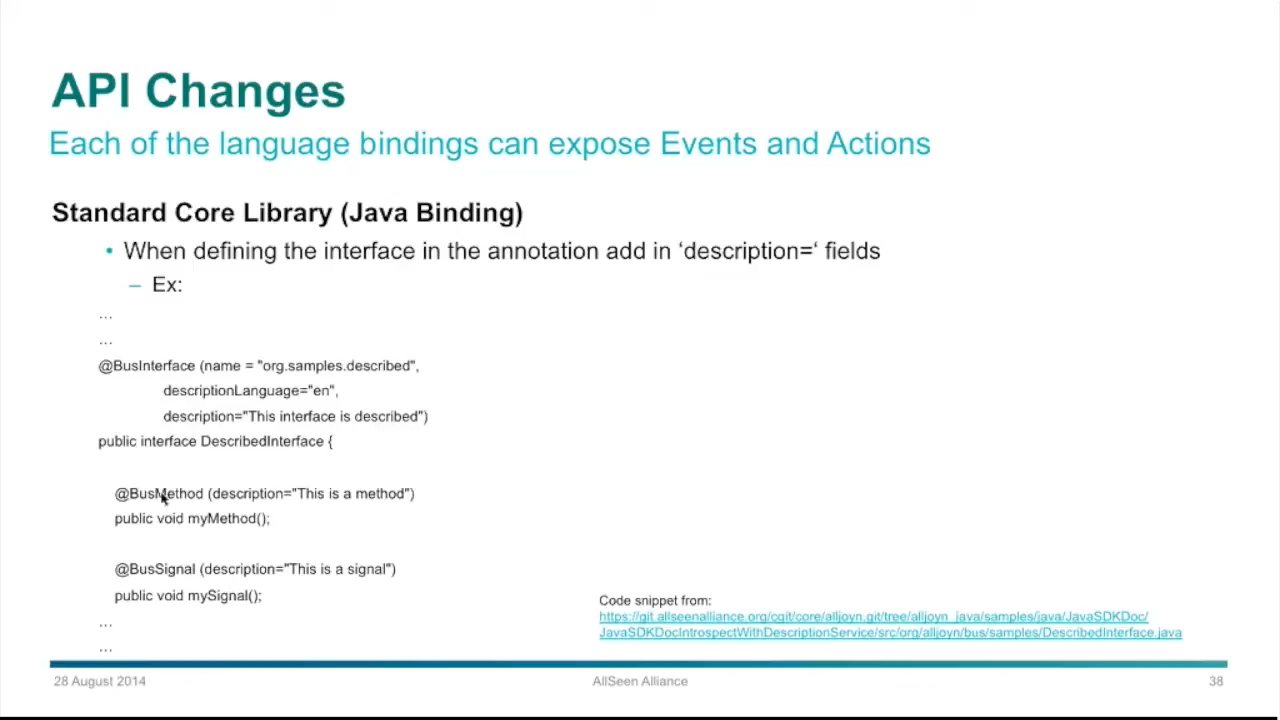 API Changes
Each of the language bindings can expose Events and Actions
Standard Core Library (Java Binding)
• When defining the interface in the annotation add in ‘description=‘ fields
– Ex:
...
...
@BusInterface (name = "org.samples.described",
descriptionLanguage="en",
description="This interface is described")
public interface DescribedInterface {
@BusMethod (description="This is a method")
public void myMethod();
@BusSignal (description="This is a signal")
public void mySignal();
...
...
Code snippet from:
https://git.allseenalliance.org/cgit/core/alljoyn.git/tree/alljoyn_java/samples/java/JavaSDKDoc/
JavaSDKDocIntrospectWithDescriptionService/src/org/alljoyn/bus/samples/DescribedInterface.java
28 August 2014
AllSeen Alliance
38